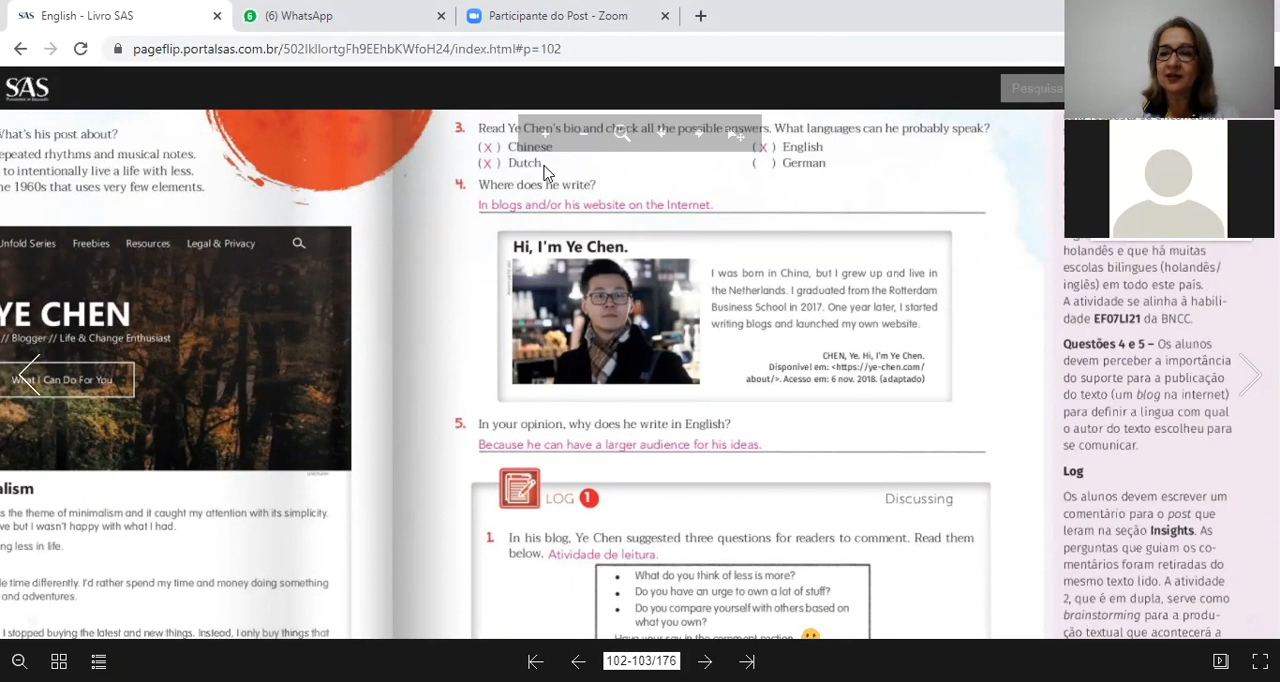 English - Livro SAS
(6) WhatsApp
Participante do Post - Zoom
pageflip.portalsas.com.br/502IkIIortgFh9EEhbKWfoH24/index.html#p=102
SAS
Pesquisa
What's his post about?
repeated rhythms and musical notes.
to intentionally live a life with less.
he 1960s that uses very few elements.
Unfold Series Freebies Resources Legal & Privacy
YE CHEN
// Blogger // Life & Change Enthusiast
What I Can Do For You
alism
s the theme of minimalism and it caught my attention with its simplicity.
ve but I wasn't happy with what I had.
ng less in life.
le time differently. I'd rather spend my time and money doing something
and adventures.
I stopped buying the latest and new things. Instead, I only buy things that
3. Read Ye Chen's bio and check all the possible answers. What languages can he probably speak?
(X) Chinese (X) English
(X) Dutch ( ) German
4. Where does he write?
In blogs and/or his website on the Internet.
Hi, I'm Ye Chen.
I was born in China, but I grew up and live in
the Netherlands. I graduated from the Rotterdam
Business School in 2017. One year later, I started
writing blogs and launched my own website.
CHEN, Ye. Hi, I'm Ye Chen.
Disponível em: <https://ye-chen.com/
about/>. Acesso em: 6 nov. 2018. (adaptado)
5. In your opinion, why does he write in English?
Because he can have a larger audience for his ideas.
LOG 1 Discussing
1. In his blog, Ye Chen suggested three questions for readers to comment. Read them
below. Atividade de leitura.
• What do you think of less is more?
• Do you have an urge to own a lot of stuff?
• Do you compare yourself with others based on
what you own?
Have your say in the comment section.
holandês e que há muitas
escolas bilíngues (holandês/
inglês) em todo este país.
A atividade se alinha à habili-
dade EF07LI21 da BNCC.
Questões 4 e 5 – Os alunos
devem perceber a importância
do suporte para a publicação
do texto (um blog na internet)
para definir a língua com qual
o autor do texto escolheu para
se comunicar.
Log
Os alunos devem escrever um
comentário para o post que
leram na seção Insights. As
perguntas que guiam os co-
mentários foram retiradas do
mesmo texto lido. A atividade
2, que é em dupla, serve como
brainstorming para a produ-
ção textual que acontecerá a
102-103/176